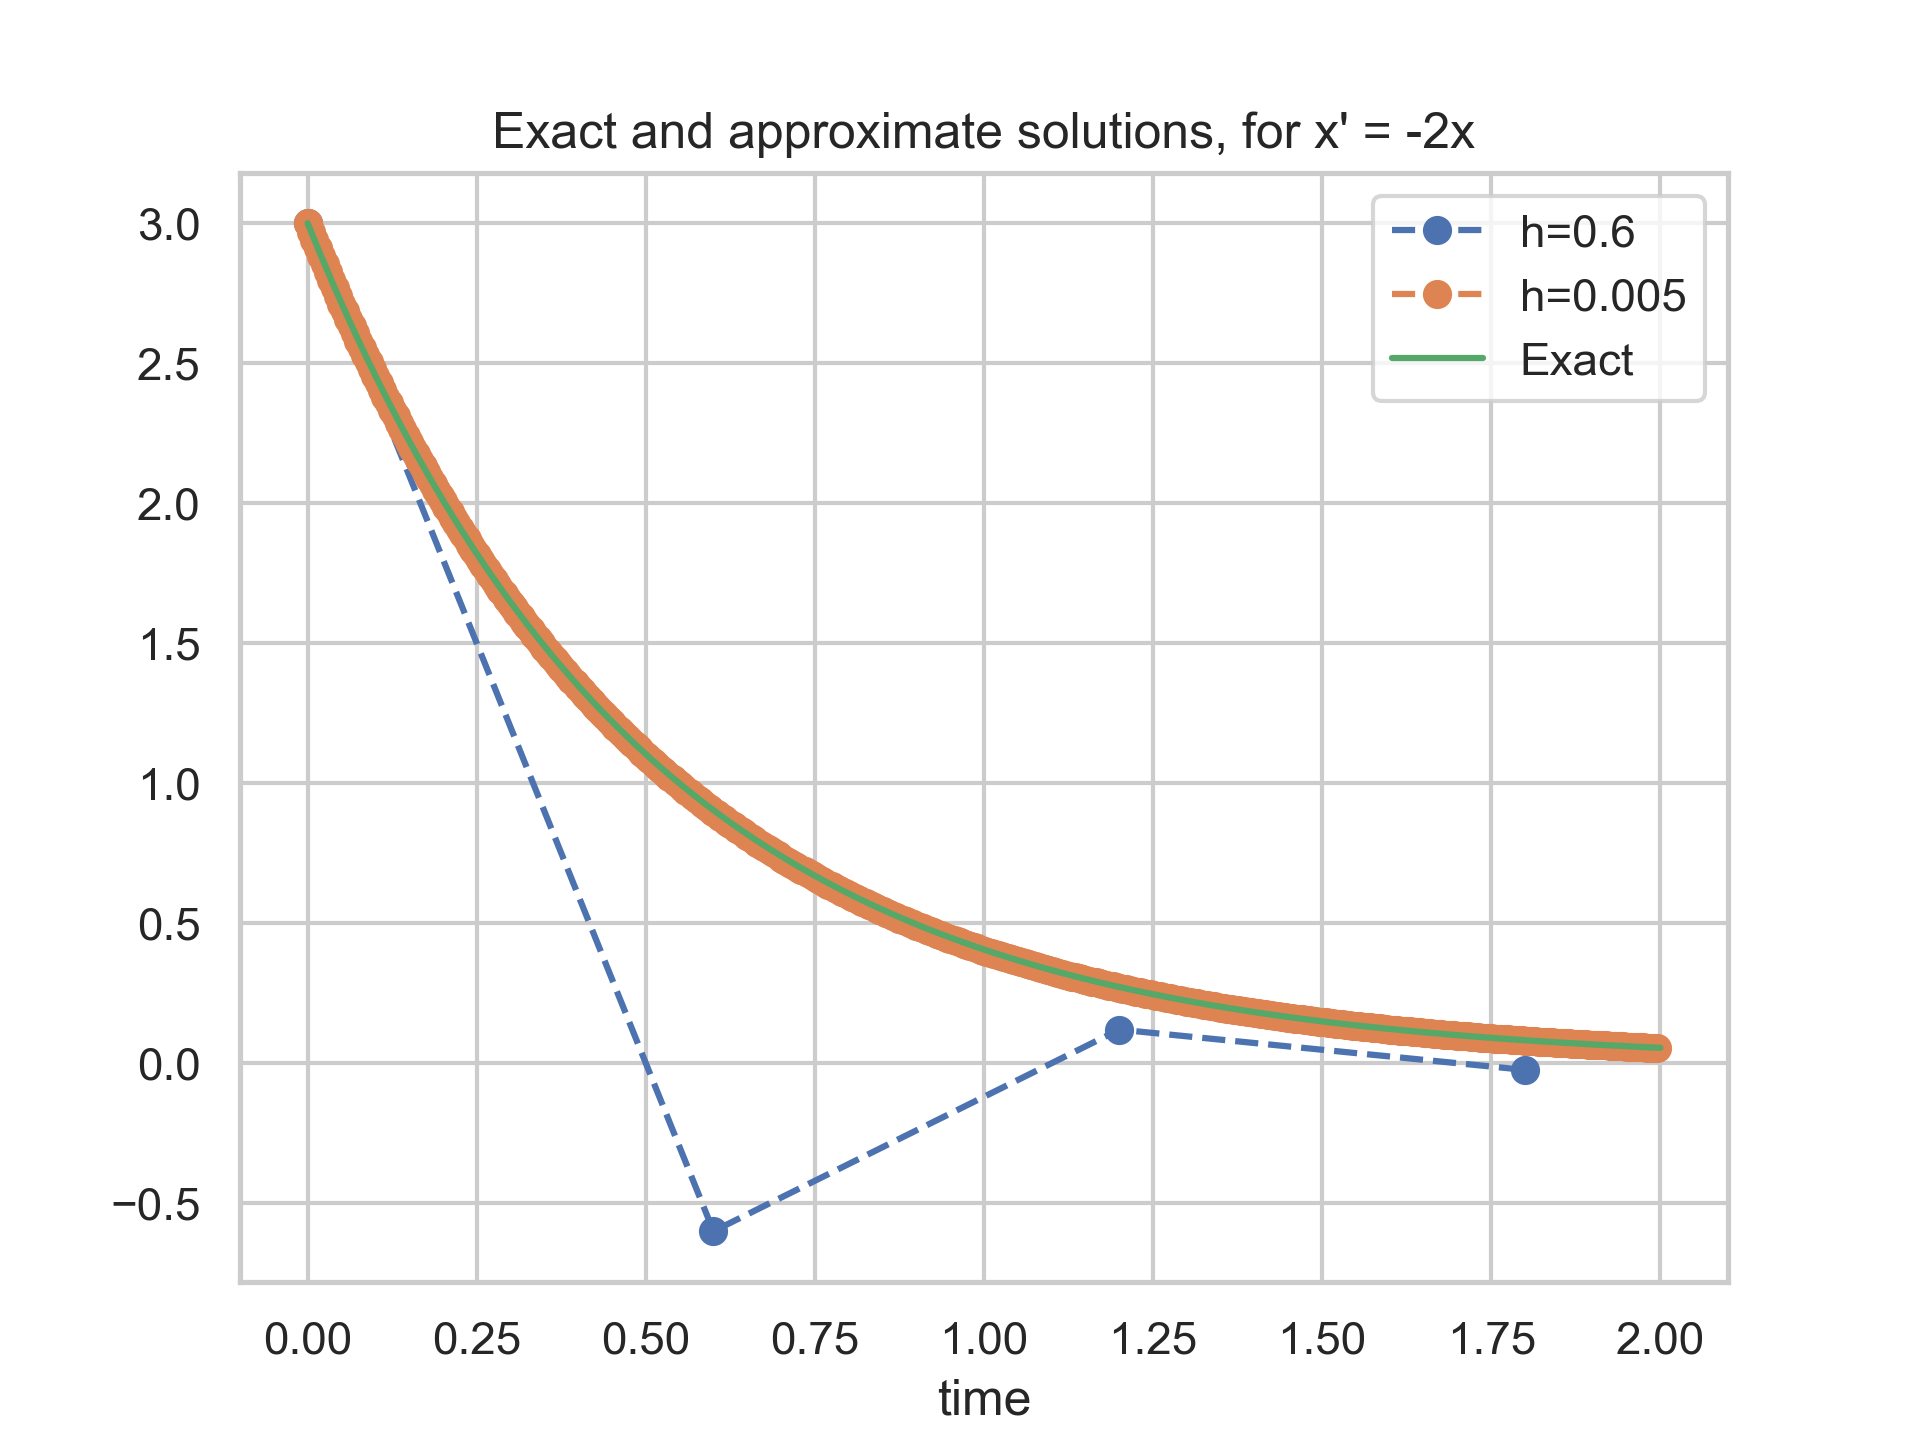 Exact and approximate solutions, for x' = -2x
3.0
2.5
2.0
1.5
1.0
0.5
0.0
−0.5
h=0.6
h=0.005
Exact
0.00 0.25 0.50 0.75 1.00 1.25 1.50 1.75 2.00
time